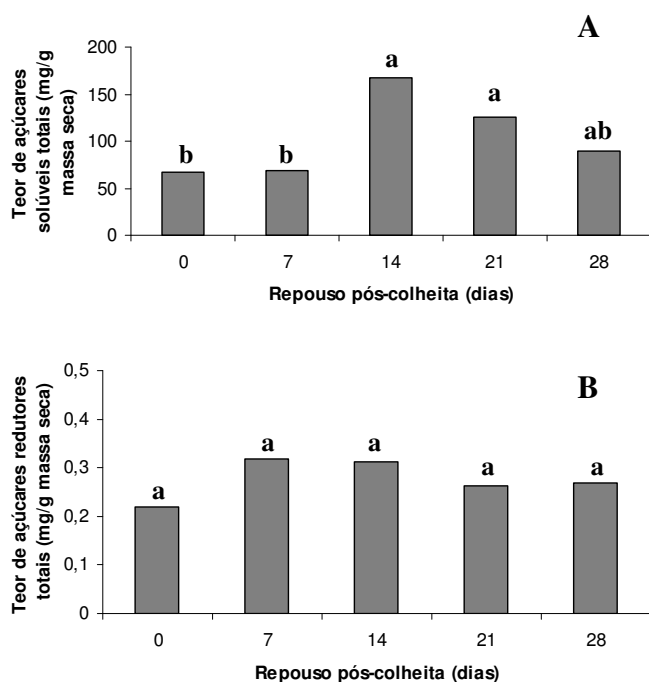 A
Teor de açúcares
solúveis totais (mg/g
massa seca)
200
150
100
50
0
b
b
a
a
ab
0 7 14 21 28
Repouso pós-colheita (dias)
B
Teor de açúcares redutores
totais (mg/g massa seca)
0,5
0,4
0,3
0,2
0,1
0
a
a
a
a
a
0 7 14 21 28
Repouso pós-colheita (dias)